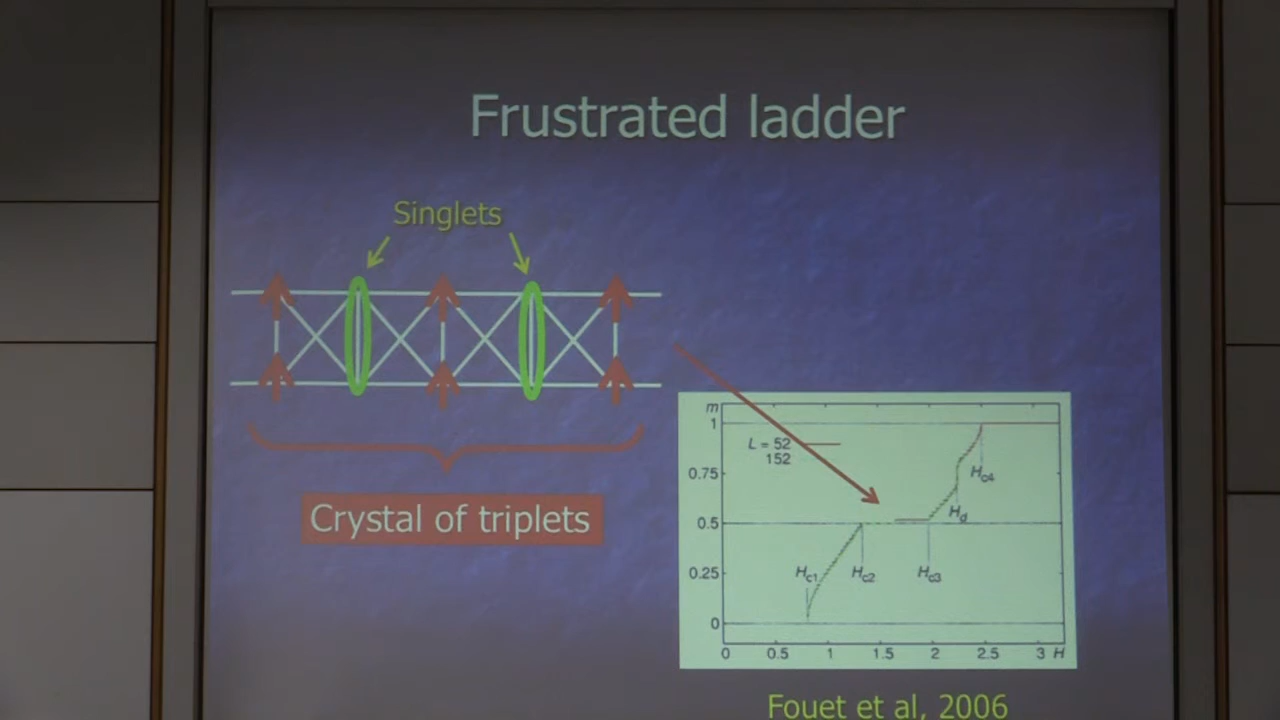 Frustrated ladder
Singlets
Crystal of triplets
m
1
L = 52
152
0.75
0.5
0.25
0
Hc4
Hd
Hc1
Hc2
Hc3
0
0.5
1
1.5
2
2.5
3
H
Fouet et al, 2006